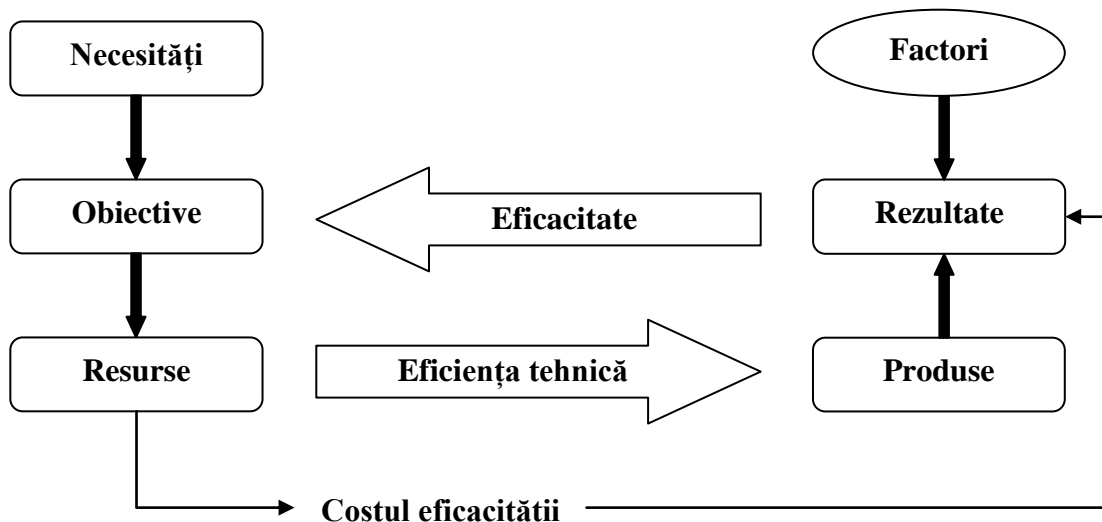 Necesități
Factori
Obiective
Eficacitate
Rezultate
Resurse
Eficiența tehnică
Produse
Costul eficacității